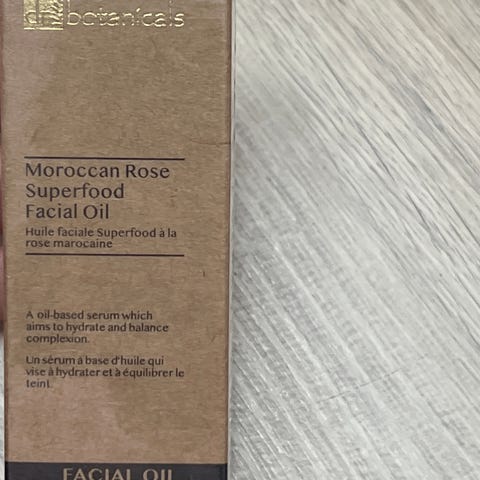 dr botanicals
Moroccan Rose
Superfood
Facial Oil
Huile faciale Superfood à la
rose marocaine
A oil-based serum which
aims to hydrate and balance
complexion.
Un sérum à base d'huile qui
vise à hydrater et à équilibrer le
teint.
FACIAL OIL